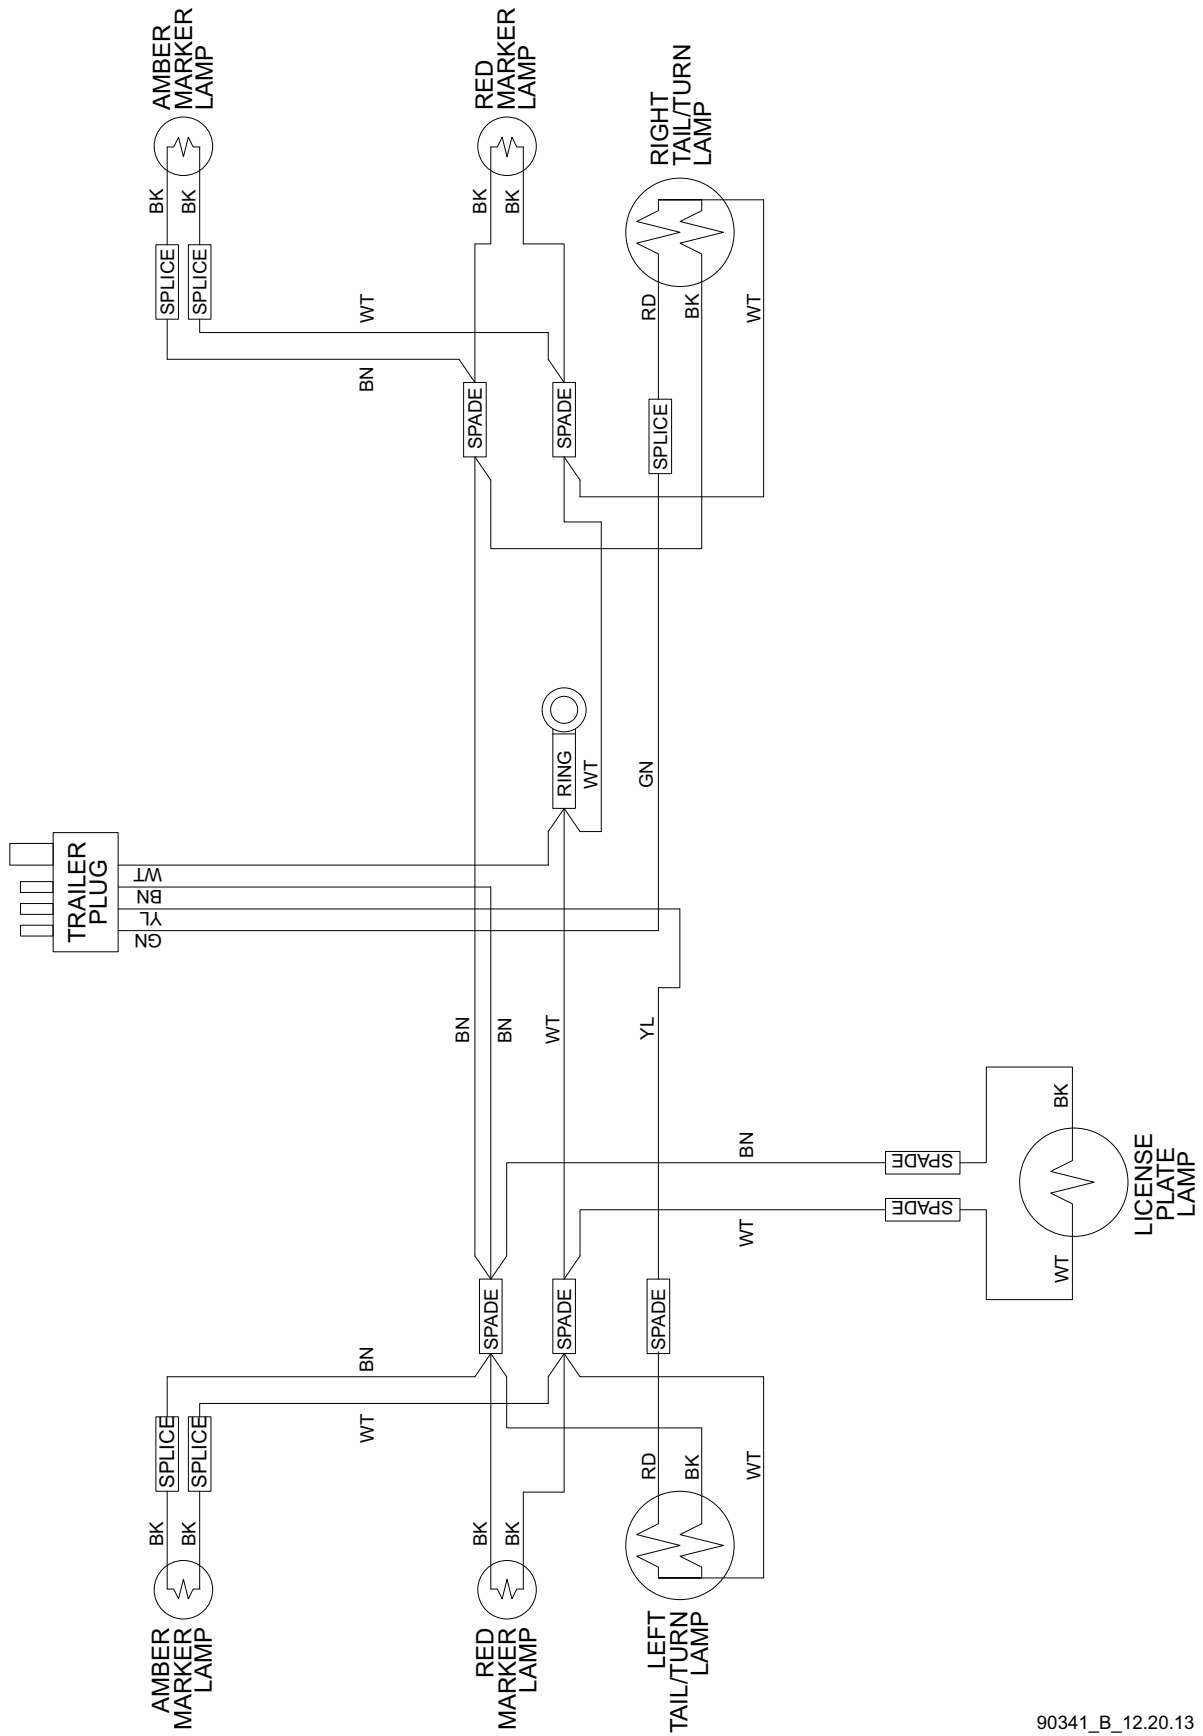 AMBER
MARKER
LAMP
RED
MARKER
LAMP
RIGHT
TAIL/TURN
LAMP
BK
BK
BK
BK
SPLICE
SPLICE
WT
BN
RD
BK
WT
SPADE
SPADE
SPLICE
RING
WT
GN
TRAILER
PLUG
WT
BN
YL
GN
BN
BN
WT
YL
BN
WT
SPADE
SPADE
BK
WT
LICENSE
PLATE
LAMP
SPADE
SPADE
SPADE
BN
WT
SPLICE
SPLICE
BK
BK
BK
BK
RD
BK
WT
AMBER
MARKER
LAMP
RED
MARKER
LAMP
LEFT
TAIL/TURN
LAMP
90341_B_12.20.13